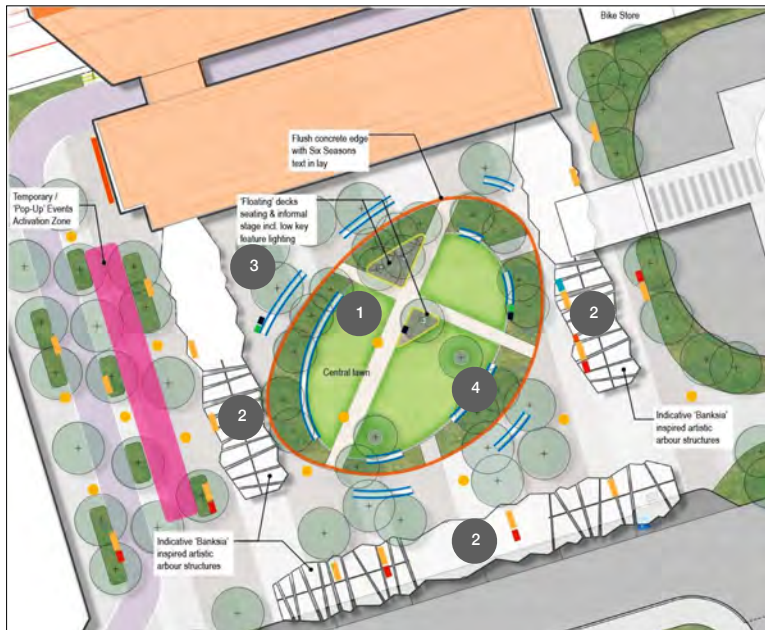 Bike Store
Flush concrete edge
with Six Seasons
text in lay
'Floating' decks
seating & informal
stage incl. low key
feature lighting
Temporary /
'Pop-Up' Events
Activation Zone
3
1
2
Central lawn
4
2
Indicative 'Banksia'
inspired artistic
arbour structures
Indicative 'Banksia'
inspired artistic
arbour structures
2